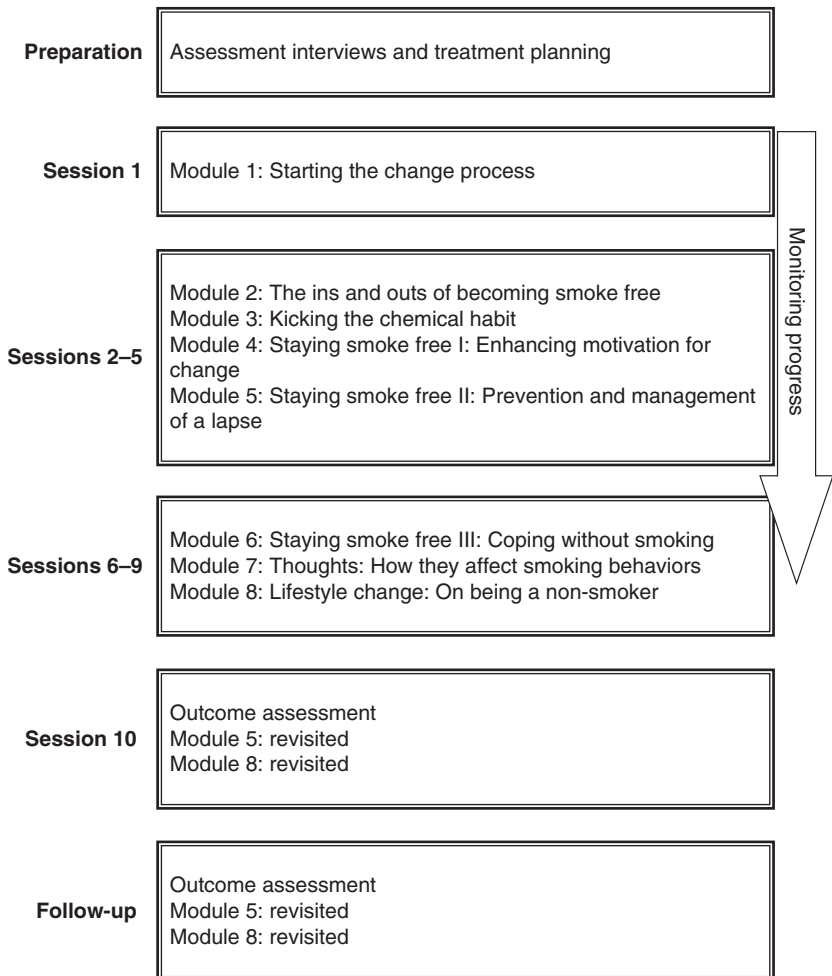 Preparation
Assessment interviews and treatment planning
Session 1
Module 1: Starting the change process
Sessions 2–5
Module 2: The ins and outs of becoming smoke free
Module 3: Kicking the chemical habit
Module 4: Staying smoke free I: Enhancing motivation for
change
Module 5: Staying smoke free II: Prevention and management
of a lapse
Monitoring progress
Sessions 6–9
Module 6: Staying smoke free III: Coping without smoking
Module 7: Thoughts: How they affect smoking behaviors
Module 8: Lifestyle change: On being a non-smoker
Session 10
Outcome assessment
Module 5: revisited
Module 8: revisited
Follow-up
Outcome assessment
Module 5: revisited
Module 8: revisited